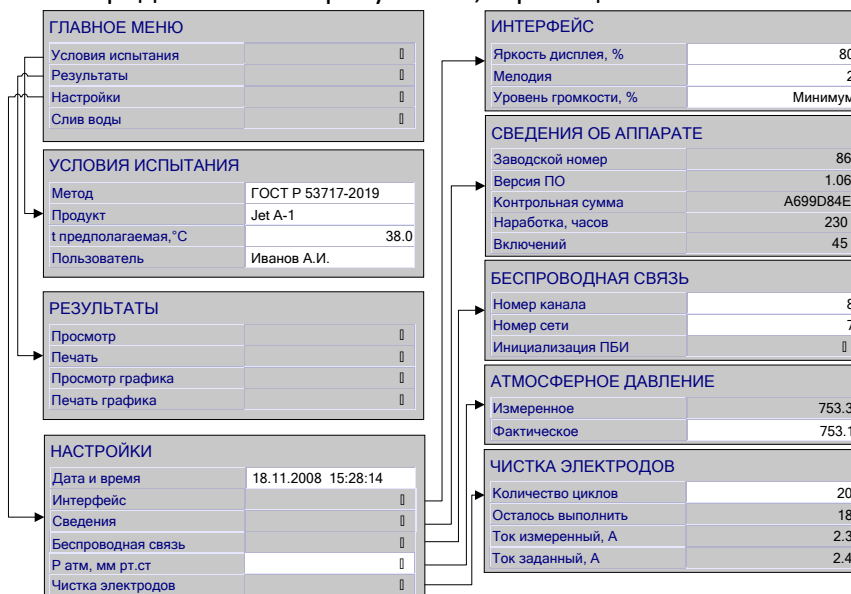 ГЛАВНОЕ МЕНЮ
Условия испытания
Результаты
Настройки
Слив воды
УСЛОВИЯ ИСПЫТАНИЯ
Метод ГОСТ Р 53717-2019
Продукт Jet A-1
t предполагаемая,°C 38.0
Пользователь Иванов А.И.
РЕЗУЛЬТАТЫ
Просмотр
Печать
Просмотр графика
Печать графика
НАСТРОЙКИ
Дата и время 18.11.2008 15:28:14
Интерфейс
Сведения
Беспроводная связь
Р атм, мм рт.ст
Чистка электродов
ИНТЕРФЕЙС
Яркость дисплея, % 80
Мелодия 2
Уровень громкости, % Минимум
СВЕДЕНИЯ ОБ АППАРАТЕ
Заводской номер 86
Версия ПО 1.06
Контрольная сумма A699D84E
Наработка, часов 230
Включений 45
БЕСПРОВОДНАЯ СВЯЗЬ
Номер канала 8
Номер сети 7
Инициализация ПБИ
АТМОСФЕРНОЕ ДАВЛЕНИЕ
Измеренное 753.3
Фактическое 753.1
ЧИСТКА ЭЛЕКТРОДОВ
Количество циклов 20
Осталось выполнить 18
Ток измеренный, А 2.3
Ток заданный, А 2.4